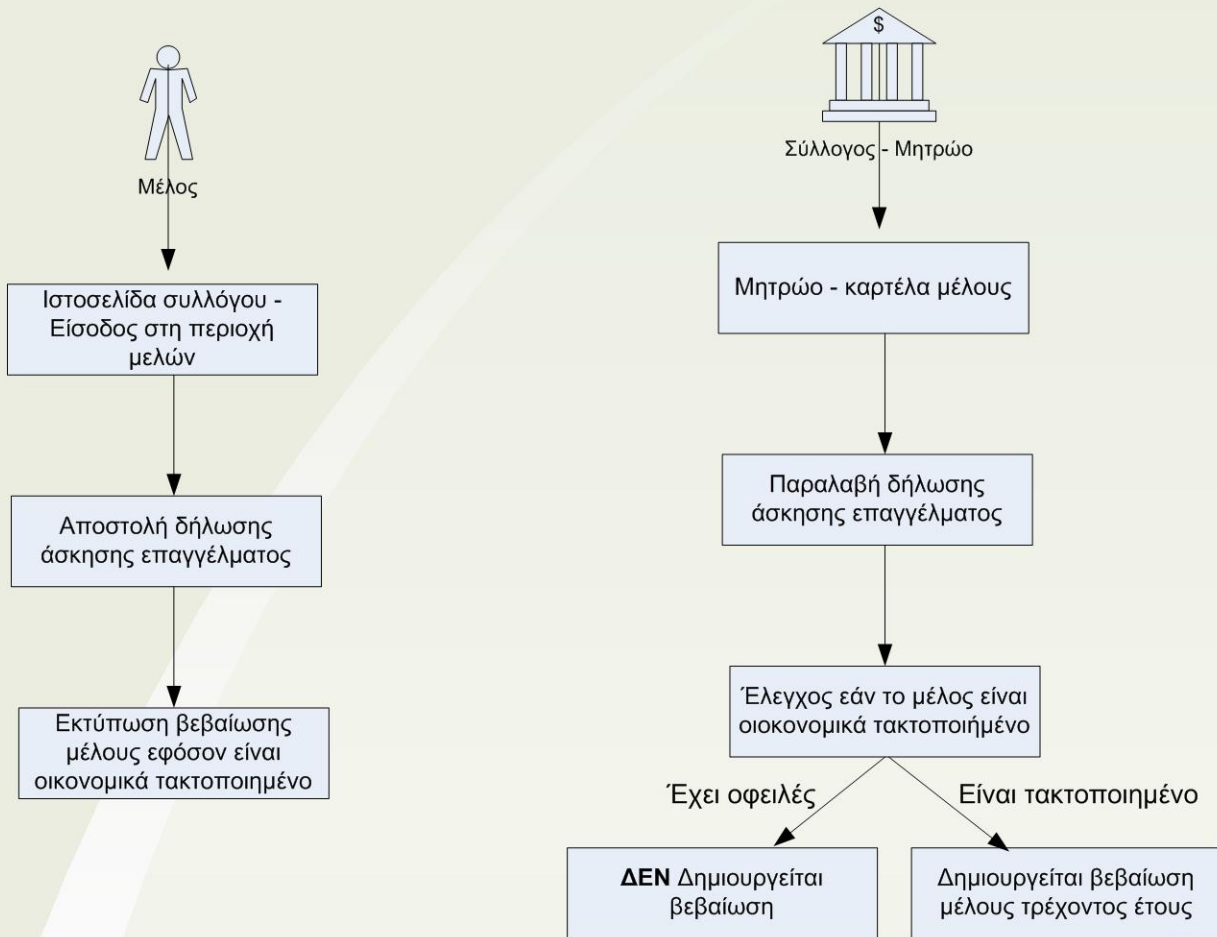 Μέλος
Ιστοσελίδα συλλόγου -
Είσοδος στη περιοχή
μελών
Αποστολή δήλωσης
άσκησης επαγγέλματος
Εκτύπωση βεβαίωσης
μέλους εφόσον είναι
οικονομικά τακτοποιημένο
$
Σύλλογος - Μητρώο
Μητρώο - καρτέλα μέλους
Παραλαβή δήλωσης
άσκησης επαγγέλματος
Έλεγχος εάν το μέλος είναι
οιοκονομικά τακτοποιήμένο
Έχει οφειλές
Είναι τακτοποιημένο
ΔΕΝ Δημιουργείται
βεβαίωση
Δημιουργείται βεβαίωση
μέλους τρέχοντος έτους